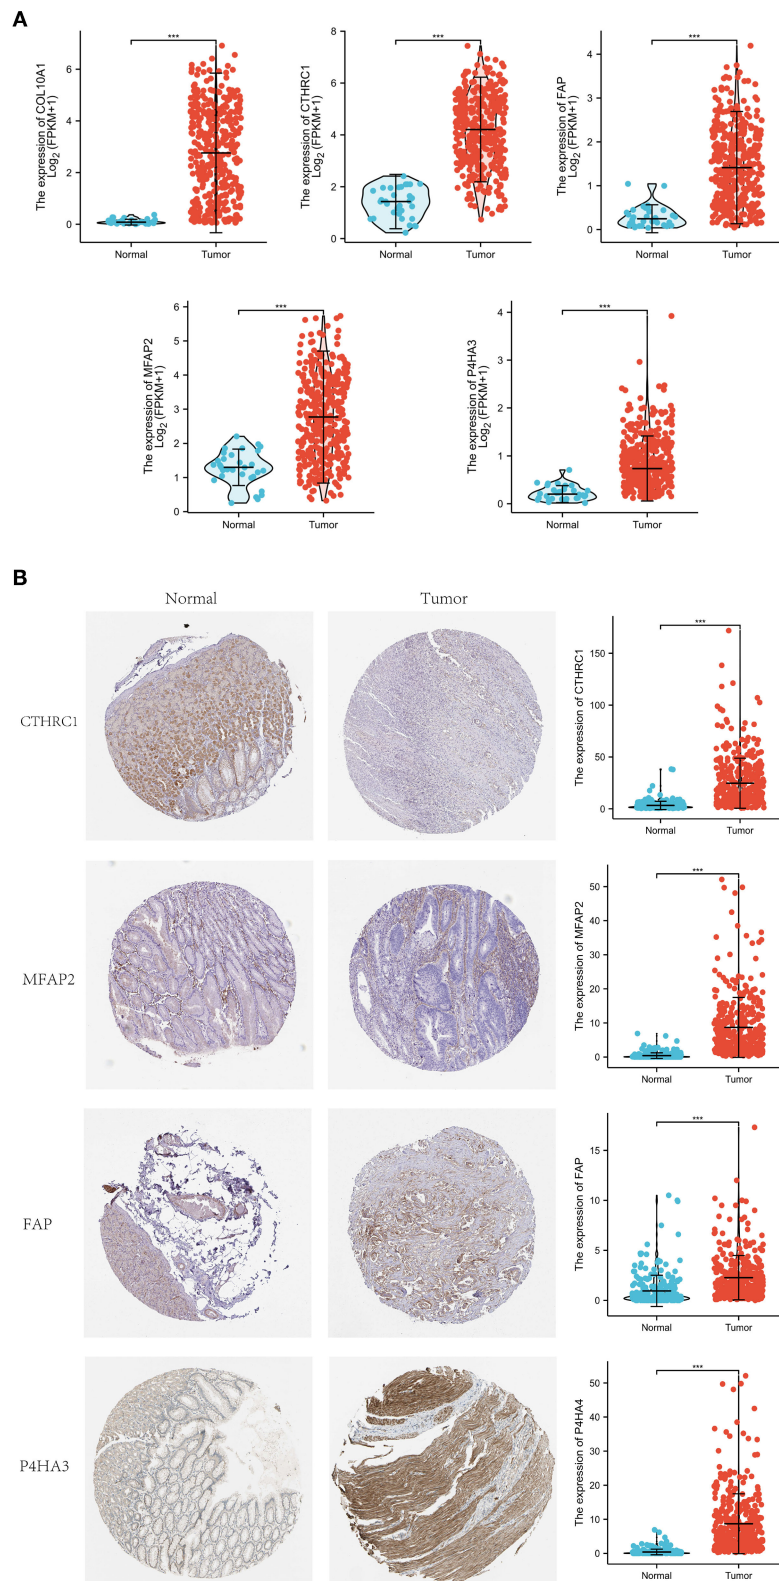 A
The expression of COL10A1
Log2 (FPKM+1)
6
4
2
0
***
Normal
Tumor
The expression of CTHRC1
Log2 (FPKM+1)
8
6
4
2
0
***
Normal
Tumor
The expression of FAP
Log2 (FPKM+1)
4
3
2
1
0
***
Normal
Tumor
The expression of MFAP2
Log2 (FPKM+1)
6
5
4
3
2
1
0
***
Normal
Tumor
The expression of P4HA3
Log2 (FPKM+1)
4
3
2
1
0
***
Normal
Tumor
B
Normal
Tumor
CTHRC1
The expression of CTHRC1
150
100
50
0
***
Normal
Tumor
MFAP2
The expression of MFAP2
50
40
30
20
10
0
***
Normal
Tumor
FAP
The expression of FAP
15
10
5
0
***
Normal
Tumor
P4HA3
The expression of P4HA4
50
40
30
20
10
0
***
Normal
Tumor